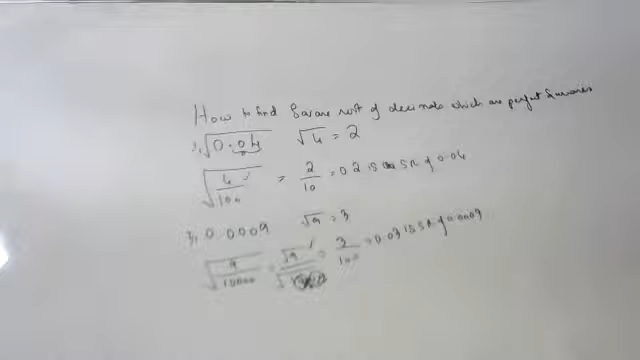 How to find Square root of decimals which are perfect Squares
1, √0.04 √4 = 2
√4/100 = 2/10 = 0.2 is SR of 0.04
2, 0.0009 √9 = 3
√9/10000 = √9/√ = 3/100 = 0.03 is SR of 0.0009